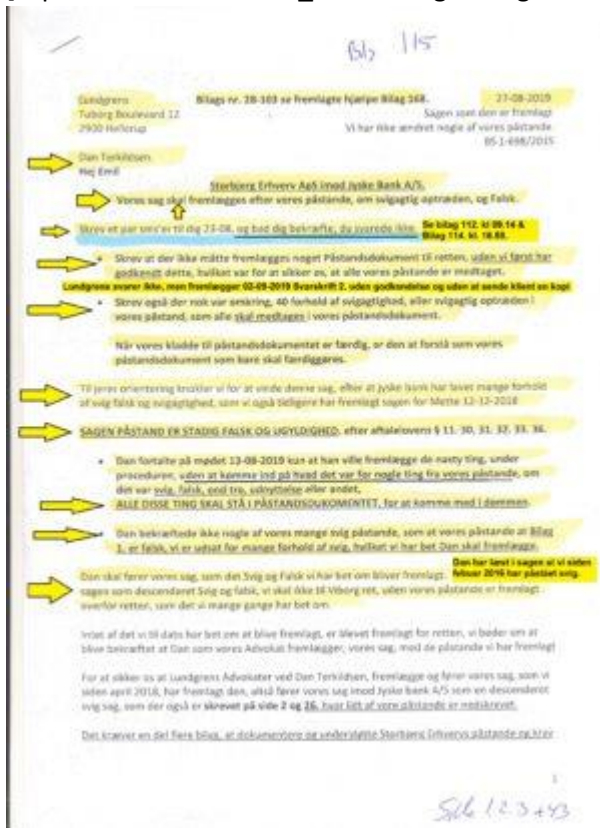 Bilag 115
Lundgrens Bilags nr. 28-103 se fremlagte hjælpe Bilag 168. 27-08-2019
Tuborg Boulevard 12 Sagen som den er fremlagt
2900 Hellerup Vi har ikke ændret nogle af vores påstande
BS 1-698/2015
Dan Terkildsen.
Hej Emil
Storbjerg Erhverv ApS imod Jyske Bank A/S.
Vores sag skal fremlægges efter vores påstande, om svigagtig optræden, og Falsk.
Skrev et par sms'er til dig 23-08. og bad dig bekræfte, du svarede ikke. Se bilag 112. kl 09.14 &
Bilag 114. kl.
• Skrev at der ikke måtte fremlægges noget Påstandsdokument til retten, uden vi først har
godkendt dette, hvilket var for at sikker os, at alle vores påstande er medtaget.
Lundgrens svarer ikke, men fremlægger 02-09-2019 Svarskrift 2. uden godkendelse og uden at sende klient en kopi
• Skrev også der nok var omkring, 40 forhold af svigagtighed, eller svigagtig optræden i
vores påstand, som alle skal medtages i vores påstandsdokument.
Når vores kladde til påstandsdokumentet er færdig, er den at forstå som vores
påstandsdokument som bare skal færdiggøres.
Til jeres orientering knokler vi for at vinde denne sag, efter at jyske bank har lavet mange forhold
af svig falsk og svigagtighed, som vi også tidligere har fremlagt sagen for Mette 12-12-2018
SAGEN PÅSTAND ER STADIG FALSK OG UGYLDIGHED. efter aftalelovens § 11. 30. 31. 32. 33. 36.
• Dan fortalte på mødet 13-08-2019 kun at han ville fremlægge de nasty ting, under
proceduren, uden at komme ind på hvad det var for nogle ting fra vores påstande, om
det var svig, falsk, ond tro, udnyttelse eller andet,
ALLE DISSE TING SKAL STÅ I PÅSTANDSDUKOMENTET, for at komme med i dommen.
• Dan bekræftede ikke nogle af vores mange svig påstande, som at vores påstande at Bilag
1. er falsk, vi er udsat for mange forhold af svig, hvilket vi har bet Dan skal fremlægge.
Dan har læst i sagen at vi siden
febuar 2016 har påstået svig.
Dan skal fører vores sag, som det Svig og Falsk vi har bet om bliver fremlagt.
sagen som descenderet Svig og falsk, vi skal ikke til Viborg ret, uden vores påstande er fremlagt
overfor retten, som det vi mange gange har bet om.
Intet af det vi til dato har bet om at blive fremlagt, er blevet fremlagt for retten, vi beder om at
blive bekræftet at Dan som vores Advokat fremlægger, vores sag, med de påstande vi har fremlagt
For at sikker os at Lundgrens Advokater ved Dan Terkildsen, fremlægge og fører vores sag, som vi
siden april 2018, har fremlagt den, altså fører vores sag imod Jyske bank A/S som en descenderet
svig sag, som der også er skrevet på side 2 og 26. hvor lidt af vore påstande er nedskrevet.
Det kræver en del flere bilag, at dokumentere og understøtte Storbjerg Erhvervs påstande og krav
1